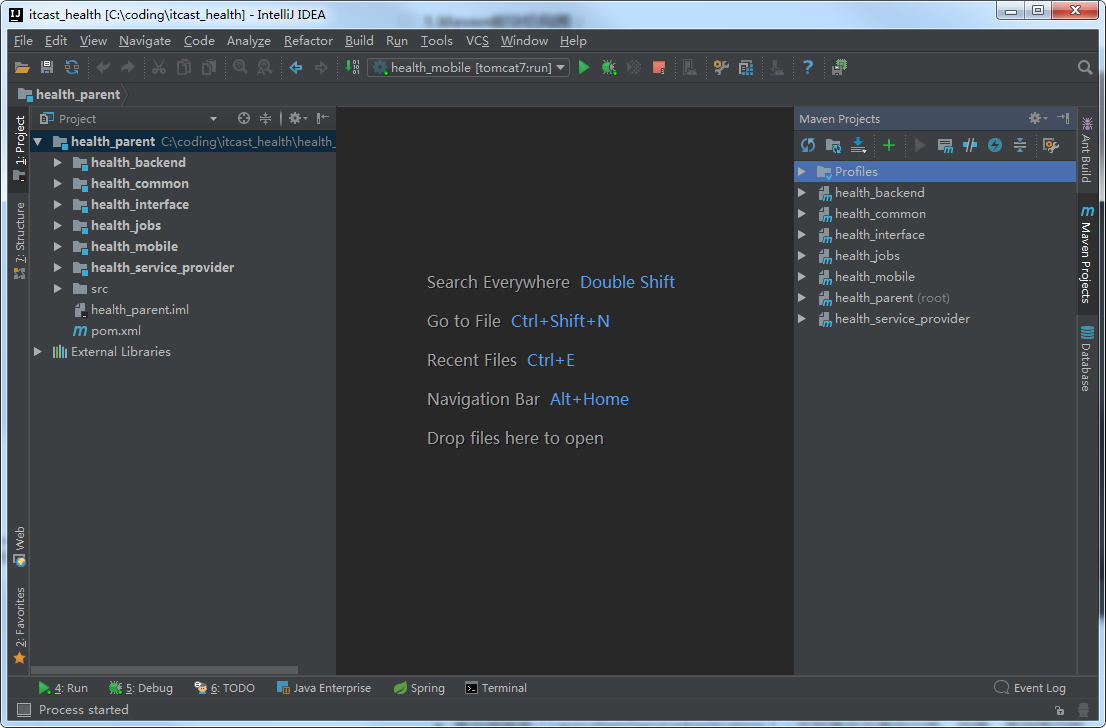 itcast_health [C:\coding\itcast_health] - IntelliJ IDEA
File Edit View Navigate Code Analyze Refactor Build Run Tools VCS Window Help
health_mobile [tomcat7:run]
health_parent
Project
health_parent C:\coding\itcast_health\health_
health_backend
health_common
health_interface
health_jobs
health_mobile
health_service_provider
src
health_parent.iml
pom.xml
External Libraries
1: Project
7: Structure
Web
2: Favorites
Search Everywhere Double Shift
Go to File Ctrl+Shift+N
Recent Files Ctrl+E
Navigation Bar Alt+Home
Drop files here to open
Maven Projects
Profiles
health_backend
health_common
health_interface
health_jobs
health_mobile
health_parent (root)
health_service_provider
Ant Build
Maven Projects
Database
4: Run 5: Debug 6: TODO Java Enterprise Spring Terminal Event Log
Process started